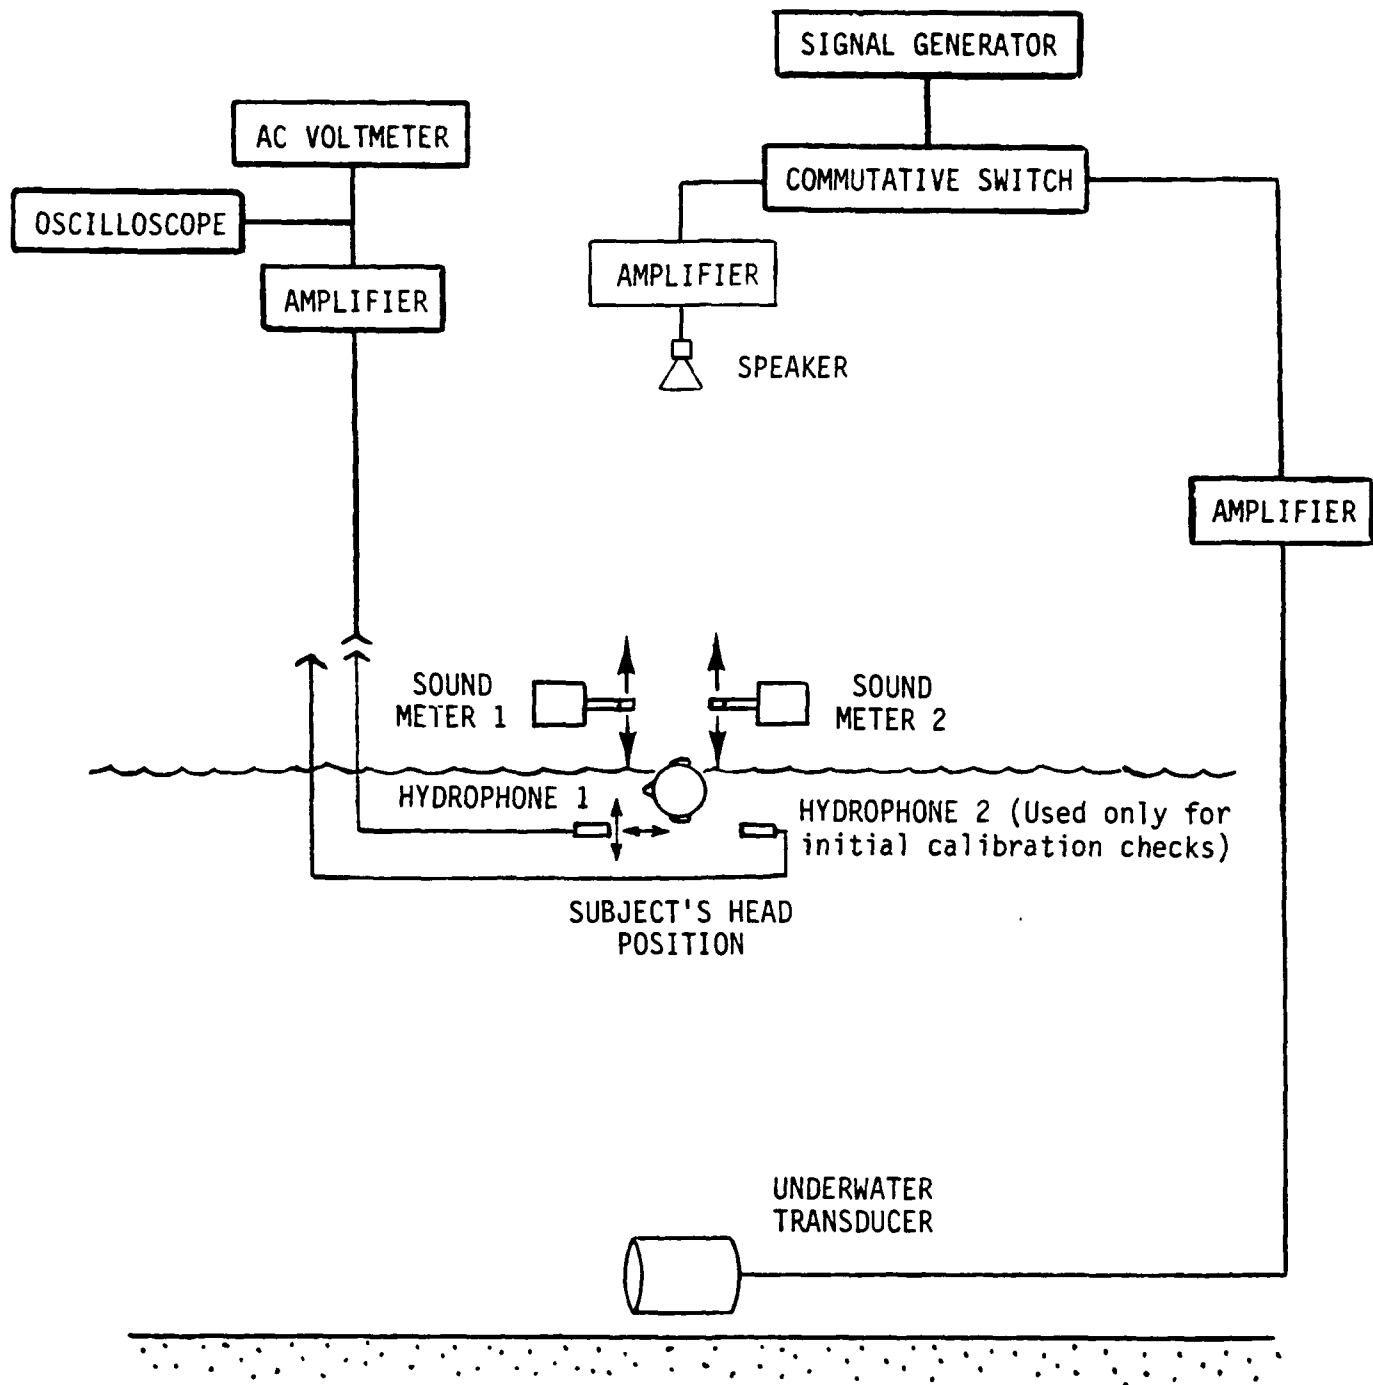 SIGNAL GENERATOR
AC VOLTMETER
COMMUTATIVE SWITCH
OSCILLOSCOPE
AMPLIFIER
AMPLIFIER
SPEAKER
AMPLIFIER
SOUND
METER 1
SOUND
METER 2
HYDROPHONE 1
HYDROPHONE 2 (Used only for
initial calibration checks)
SUBJECT'S HEAD
POSITION
UNDERWATER
TRANSDUCER